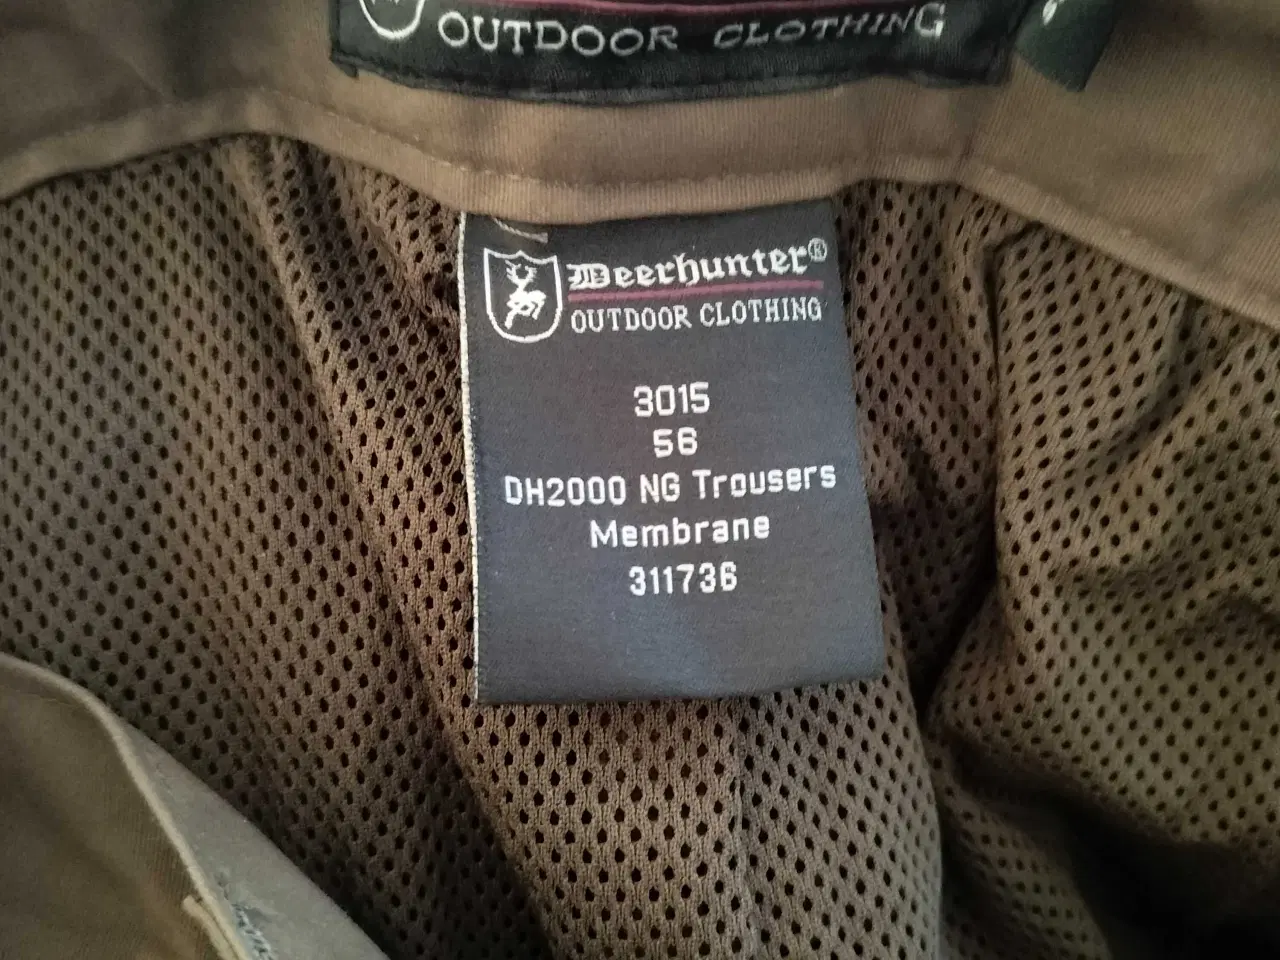 OUTDOOR CLOTHING
Deerhunter®
OUTDOOR CLOTHING
3015
56
DH2000 NG Trousers
Membrane
311736